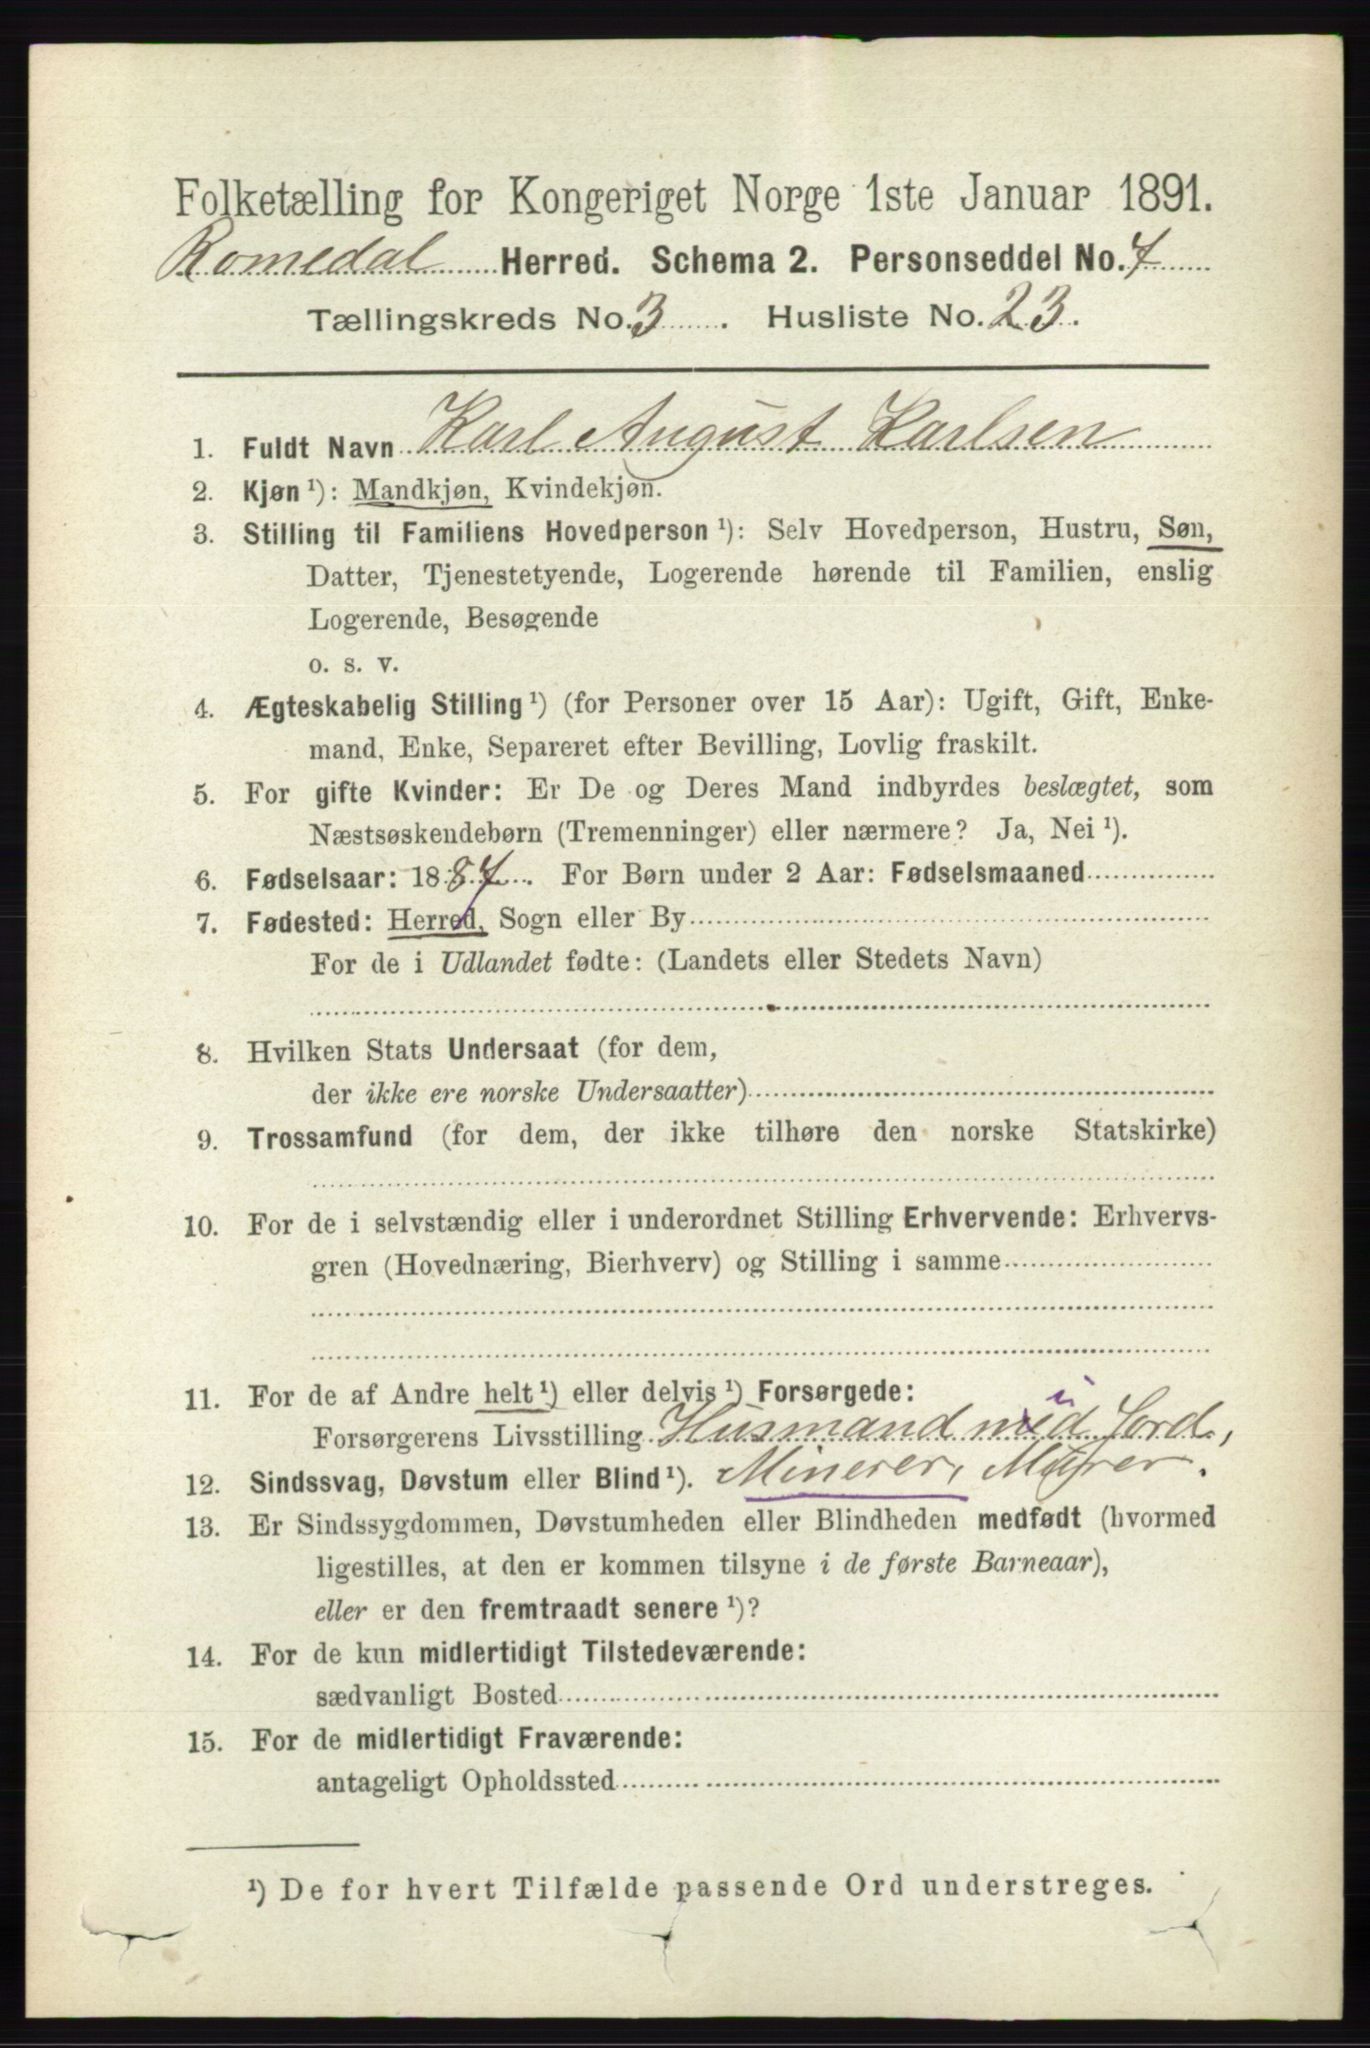 Folketælling for Kongeriget Norge 1ste Januar 1891.
Romedal Herred. Schema 2. Personseddel No. 7
Tællingskreds No. 3. Husliste No. 23.
1. Fuldt Navn Karl August Karlsen
2. Kjøn ¹): Mandkjøn, Kvindekjøn.
3. Stilling til Familiens Hovedperson ¹): Selv Hovedperson, Hustru, Søn,
Datter, Tjenestetyende, Logerende hørende til Familien, enslig
Logerende, Besøgende
o. s. v.
4. Ægteskabelig Stilling ¹) (for Personer over 15 Aar): Ugift, Gift, Enke-
mand, Enke, Separeret efter Bevilling, Lovlig fraskilt.
5. For gifte Kvinder: Er De og Deres Mand indbyrdes beslægtet, som
Næstsøskendebørn (Tremenninger) eller nærmere? Ja, Nei ¹).
6. Fødselsaar: 1887. For Børn under 2 Aar: Fødselsmaaned
7. Fødested: Herred, Sogn eller By
For de i Udlandet fødte: (Landets eller Stedets Navn)
8. Hvilken Stats Undersaat (for dem,
der ikke ere norske Undersaatter)
9. Trossamfund (for dem, der ikke tilhøre den norske Statskirke)
10. For de i selvstændig eller i underordnet Stilling Erhvervende: Erhvervs-
gren (Hovednæring, Bierhverv) og Stilling i samme
11. For de af Andre helt ¹) eller delvis ¹) Forsørgede:
Forsørgerens Livsstilling Husmand med Jord,
12. Sindssvag, Døvstum eller Blind ¹). Minerer, Murer.
13. Er Sindssygdommen, Døvstumheden eller Blindheden medfødt (hvormed
ligestilles, at den er kommen tilsyne i de første Barneaar),
eller er den fremtraadt senere ¹)?
14. For de kun midlertidigt Tilstedeværende:
sædvanligt Bosted
15. For de midlertidigt Fraværende:
antageligt Opholdssted
¹) De for hvert Tilfælde passende Ord understreges.